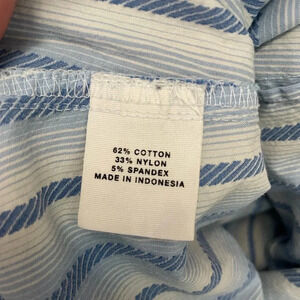 62% COTTON
33% NYLON
5% SPANDEX
MADE IN INDONESIA